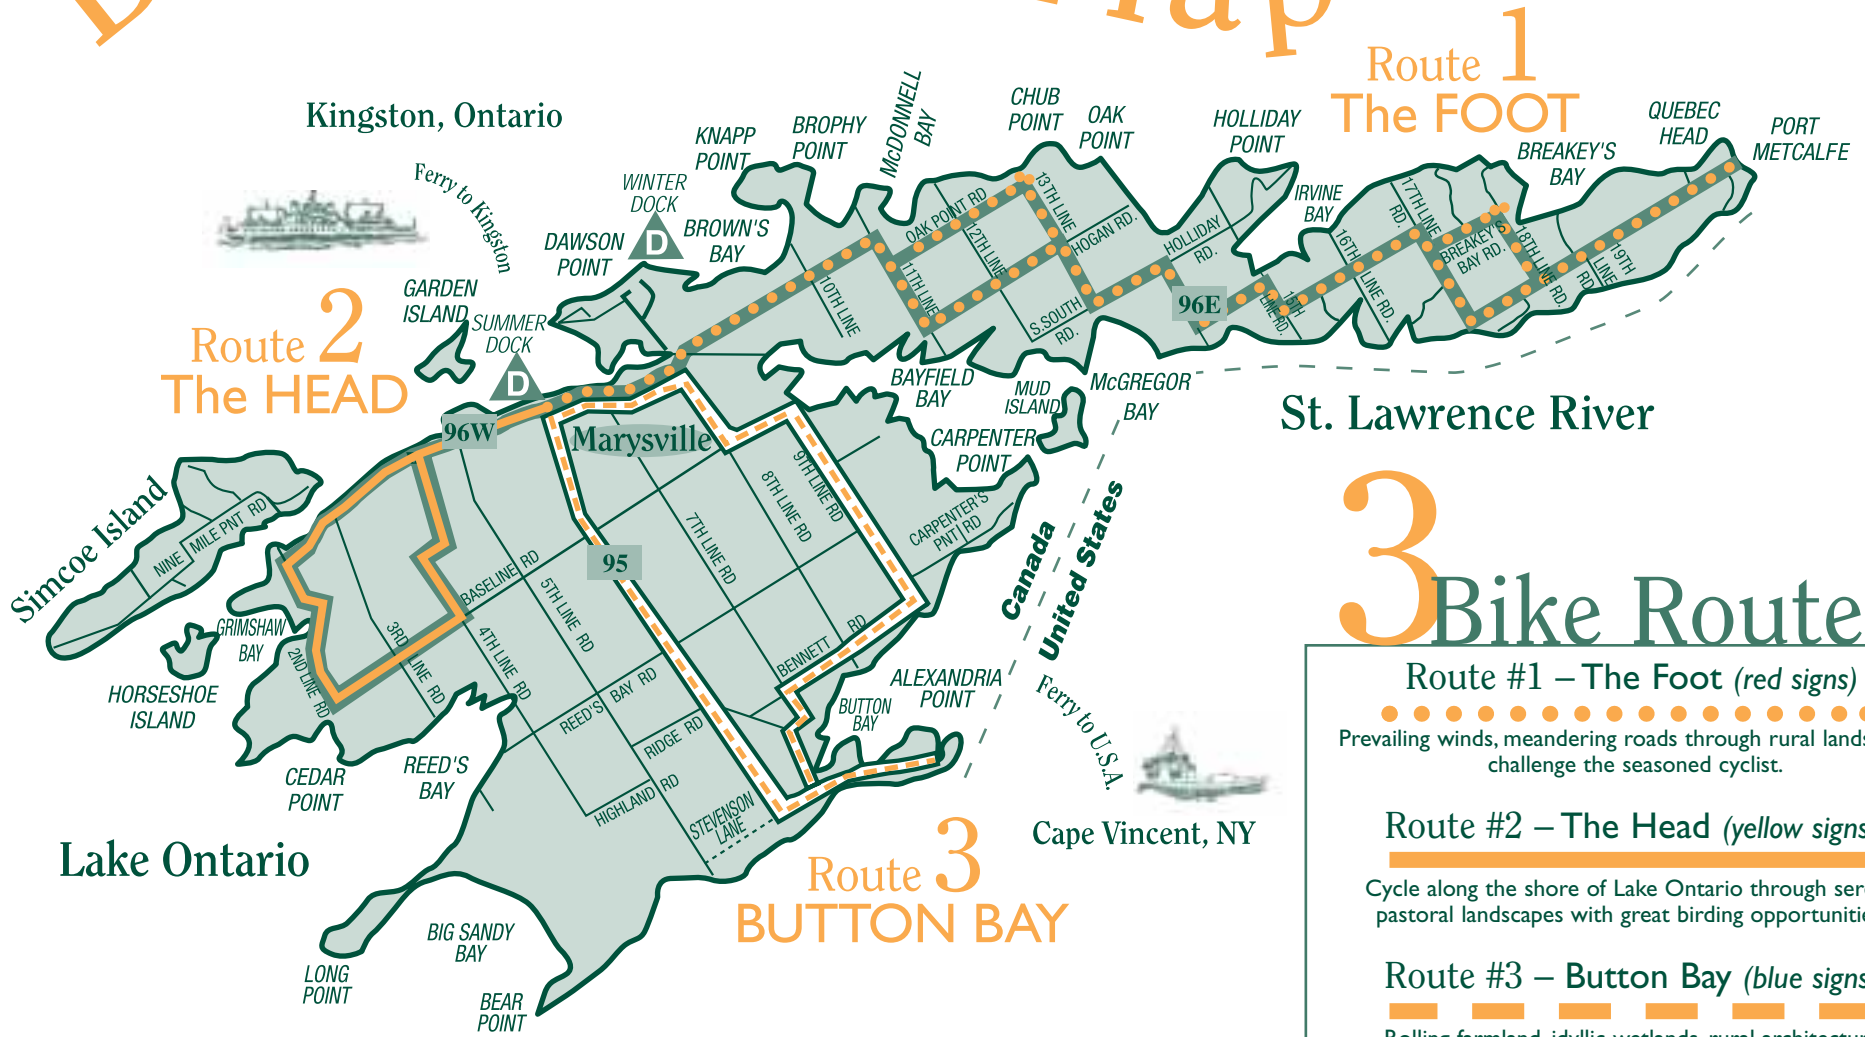 Route 1
The FOOT
Kingston, Ontario
Ferry to Kingston
KNAPP
POINT
BROPHY
POINT
McDONNELL
BAY
CHUB
POINT
OAK
POINT
HOLLIDAY
POINT
IRVINE
BAY
BREAKEY'S
BAY
QUEBEC
HEAD
PORT
METCALFE
WINTER
DOCK
D
BROWN'S
BAY
DAWSON
POINT
GARDEN
ISLAND
SUMMER
DOCK
D
Route 2
The HEAD
OAK POINT RD
10TH LINE
11TH LINE
12TH LINE
13TH LINE
HOGAN RD.
S.SOUTH
RD.
HOLLIDAY
RD.
96E
15TH
LINE RD.
16TH
LINE RD.
17TH LINE
RD.
BREAKEY'S
BAY RD.
18TH LINE RD.
19TH
LINE
RD
BAYFIELD
BAY
MUD
ISLAND
McGREGOR
BAY
CARPENTER
POINT
CARPENTER'S
PNT RD
St. Lawrence River
96W
Marysville
95
Simcoe Island
NINE MILE PNT RD
HORSESHOE
ISLAND
GRIMSHAW
BAY
2ND LINE RD
3RD LINE RD
4TH LINE RD
5TH LINE RD
BASELINE RD
7TH LINE RD
8TH LINE RD
9TH LINE RD
BENNETT RD
REED'S BAY RD
RIDGE RD
HIGHLAND RD
STEVENSON
LANE
BUTTON
BAY
ALEXANDRIA
POINT
Canada
United States
Ferry to U.S.A.
Cape Vincent, NY
CEDAR
POINT
REED'S
BAY
Lake Ontario
LONG
POINT
BIG SANDY
BAY
BEAR
POINT
Route 3
BUTTON BAY
3 Bike Route
Route #1 – The Foot (red signs)
Prevailing winds, meandering roads through rural lands
challenge the seasoned cyclist.
Route #2 – The Head (yellow signs
Cycle along the shore of Lake Ontario through ser
pastoral landscapes with great birding opportunitie
Route #3 – Button Bay (blue signs
Rolling farmland, idyllic wetlands, rural architectur